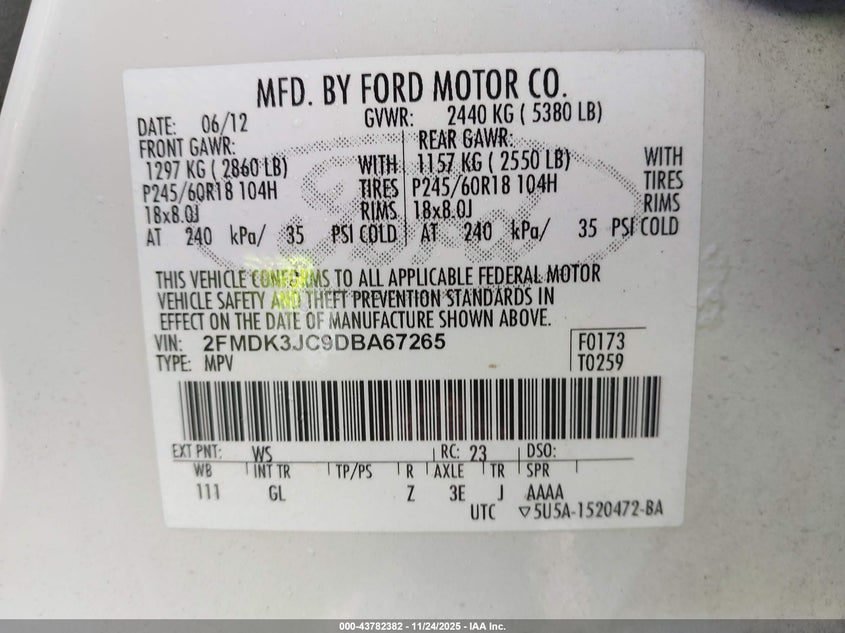 MFD. BY FORD MOTOR CO.
DATE: 06/12 GVWR: 2440 KG ( 5380 LB)
FRONT GAWR: REAR GAWR:
1297 KG ( 2860 LB) WITH 1157 KG ( 2550 LB) WITH
P245/60R18 104H TIRES P245/60R18 104H TIRES
18x8.0J RIMS 18x8.0J RIMS
AT 240 kPa/ 35 PSI COLD AT 240 kPa/ 35 PSI COLD
THIS VEHICLE CONFORMS TO ALL APPLICABLE FEDERAL MOTOR
VEHICLE SAFETY AND THEFT PREVENTION STANDARDS IN
EFFECT ON THE DATE OF MANUFACTURE SHOWN ABOVE.
VIN: 2FMDK3JC9DBA67265 F0173
TYPE: MPV T0259
EXT PNT: WS RC: 23 DSO:
WB INT TR TP/PS R AXLE TR SPR
111 GL Z 3E J AAAA
UTC ▽5U5A-1520472-BA
000-43782382 | 11/24/2025 | IAA Inc.